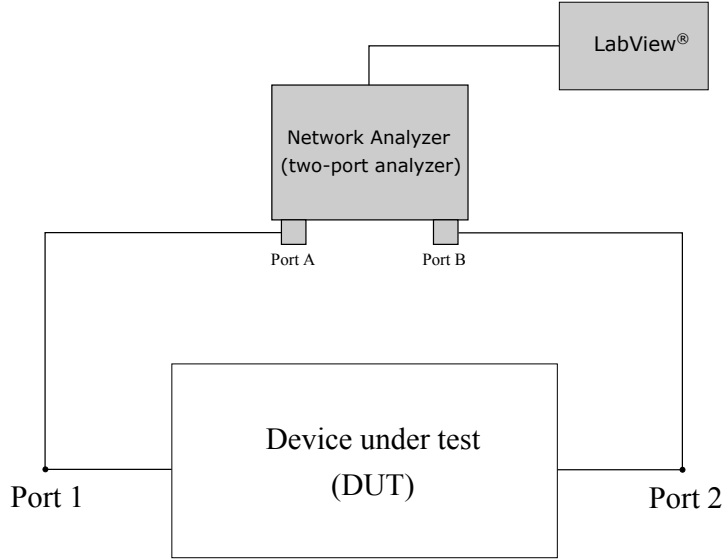 LabView®
Network Analyzer
(two-port analyzer)
Port A
Port B
Device under test
(DUT)
Port 1
Port 2